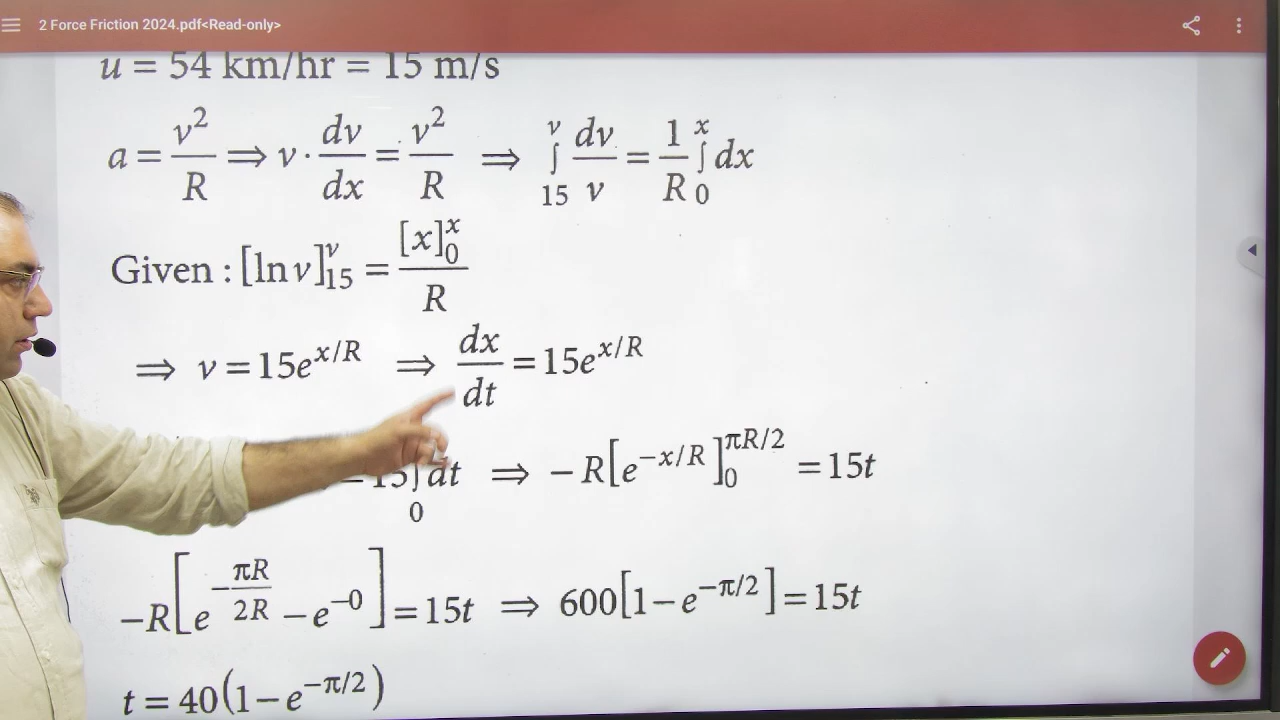 2 Force Friction 2024.pdf<Read-only>
u = 54 km/hr = 15 m/s
a = v²/R ⇒ v · dv/dx = v²/R ⇒ ∫₁₅^v dv/v = 1/R ∫₀^x dx
Given : [ln v]₁₅^v = [x]₀^x / R
⇒ v = 15e^{x/R} ⇒ dx/dt = 15e^{x/R}
= 15 ∫₀ dt ⇒ −R[e^{−x/R}]₀^{πR/2} = 15t
−R[e^{−πR/2R} − e^{−0}] = 15t ⇒ 600[1 − e^{−π/2}] = 15t
t = 40(1 − e^{−π/2})